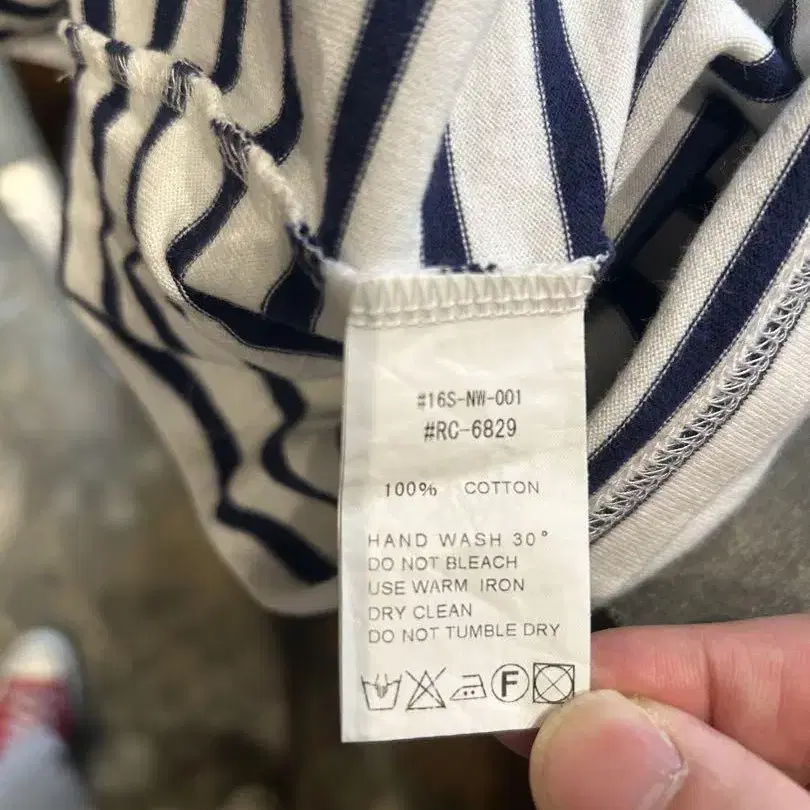 #16S-NW-001
#RC-6829
100% COTTON
HAND WASH 30°
DO NOT BLEACH
USE WARM IRON
DRY CLEAN
DO NOT TUMBLE DRY
F